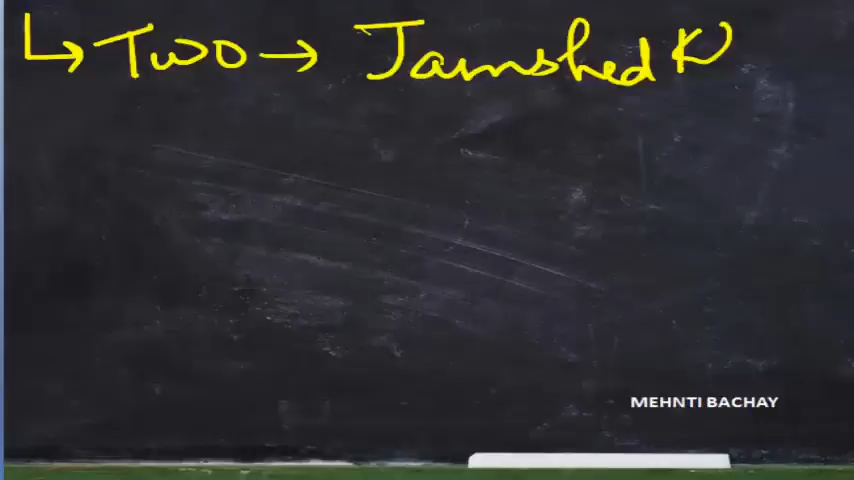 ↳ Two → Jamshed K
MEHNTI BACHAY